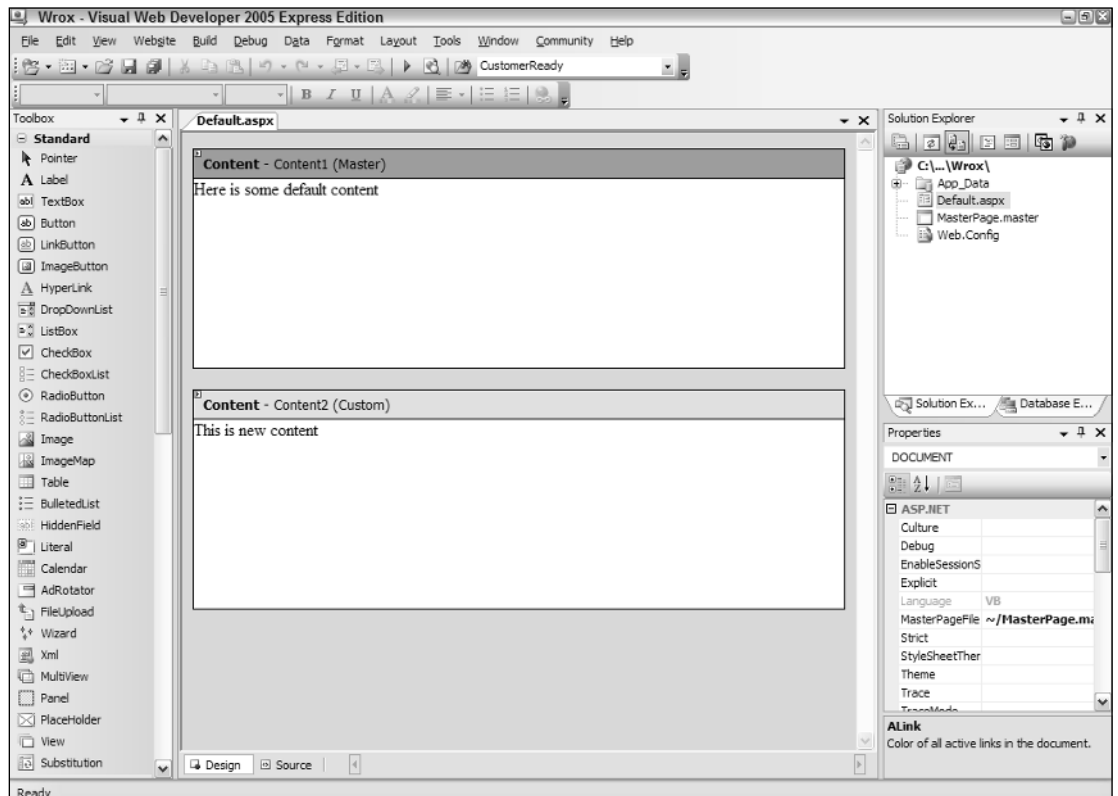 Wrox - Visual Web Developer 2005 Express Edition
File Edit View Website Build Debug Data Format Layout Tools Window Community Help
CustomerReady
B I U A
Toolbox
Standard
Pointer
A Label
abl TextBox
ab Button
ab LinkButton
ImageButton
A HyperLink
DropDownList
ListBox
CheckBox
CheckBoxList
RadioButton
RadioButtonList
Image
ImageMap
Table
BulletedList
abl HiddenField
Literal
Calendar
AdRotator
FileUpload
Wizard
Xml
MultiView
Panel
PlaceHolder
View
Substitution
Default.aspx
Content - Content1 (Master)
Here is some default content
Content - Content2 (Custom)
This is new content
Design Source
Solution Explorer
C:\...\Wrox\
App_Data
Default.aspx
MasterPage.master
Web.Config
Solution Ex... Database E...
Properties
DOCUMENT
ASP.NET
Culture
Debug
EnableSessionS
Explicit
Language VB
MasterPageFile ~/MasterPage.ma
Strict
StyleSheetTher
Theme
Trace
TraceMode
ALink
Color of all active links in the document.
Ready